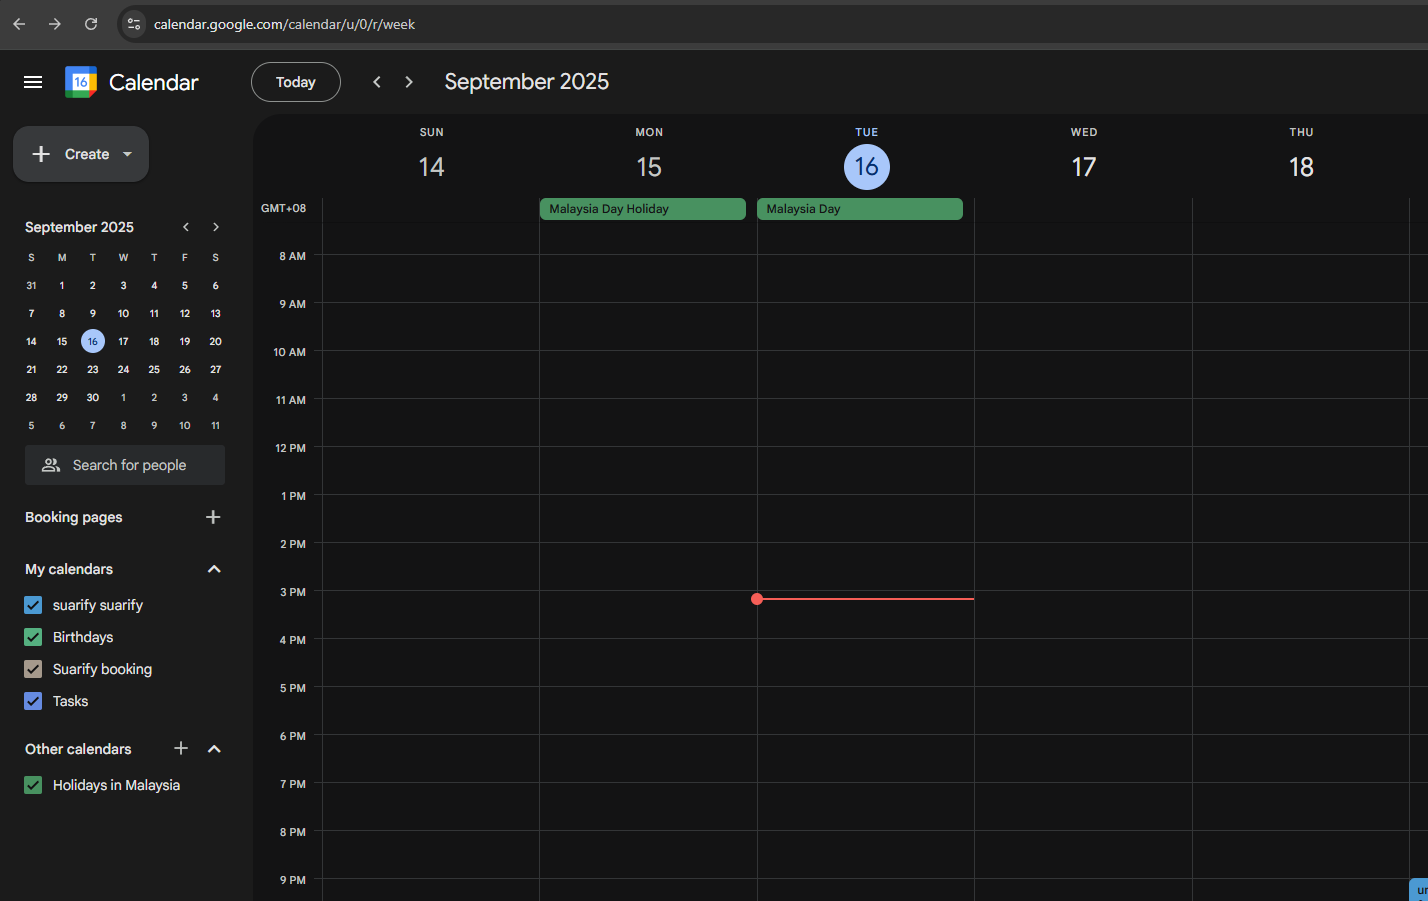 calendar.google.com/calendar/u/0/r/week
16 Calendar Today September 2025
Create
September 2025
S M T W T F S
31 1 2 3 4 5 6
7 8 9 10 11 12 13
14 15 16 17 18 19 20
21 22 23 24 25 26 27
28 29 30 1 2 3 4
5 6 7 8 9 10 11
Search for people
Booking pages
My calendars
suarify suarify
Birthdays
Suarify booking
Tasks
Other calendars
Holidays in Malaysia
SUN MON TUE WED THU
14 15 16 17 18
GMT+08 Malaysia Day Holiday Malaysia Day
8 AM
9 AM
10 AM
11 AM
12 PM
1 PM
2 PM
3 PM
4 PM
5 PM
6 PM
7 PM
8 PM
9 PM